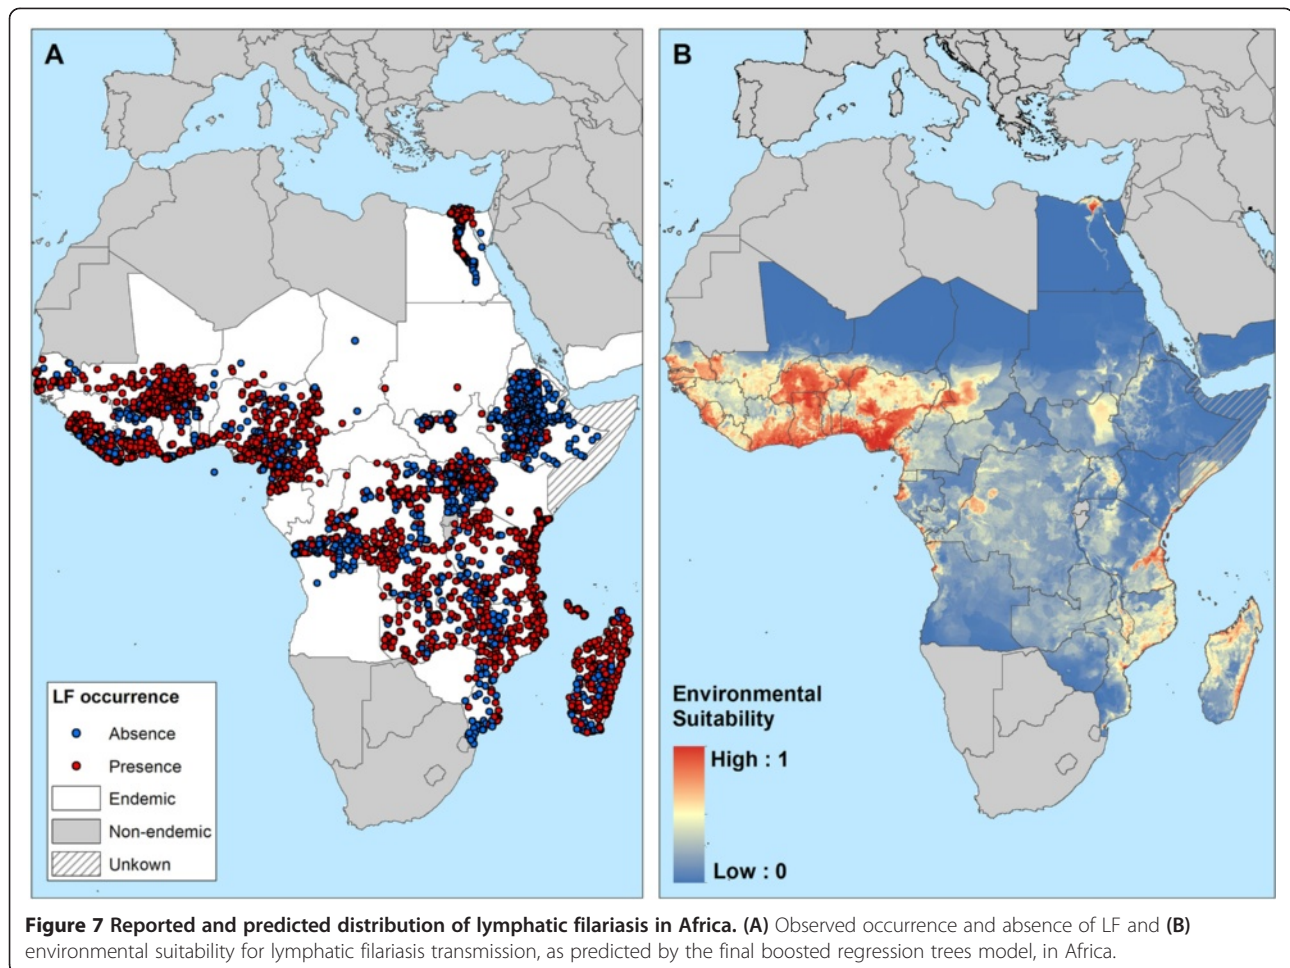 A
B
LF occurrence
Absence
Presence
Endemic
Non-endemic
Unkown
Environmental
Suitability
High : 1
Low : 0
Figure 7 Reported and predicted distribution of lymphatic filariasis in Africa. (A) Observed occurrence and absence of LF and (B)
environmental suitability for lymphatic filariasis transmission, as predicted by the final boosted regression trees model, in Africa.